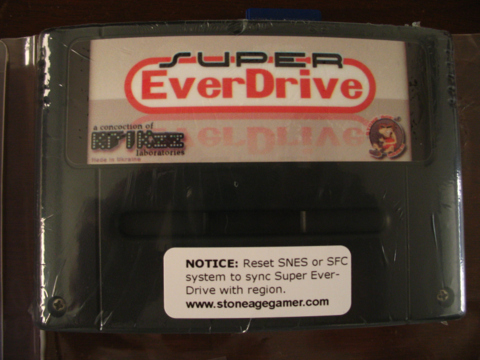 SUPER
EverDrive
a concoction of
KRIKzz
laboratories
made in Ukraine
NOTICE: Reset SNES or SFC
system to sync Super Ever-
Drive with region.
www.stoneagegamer.com